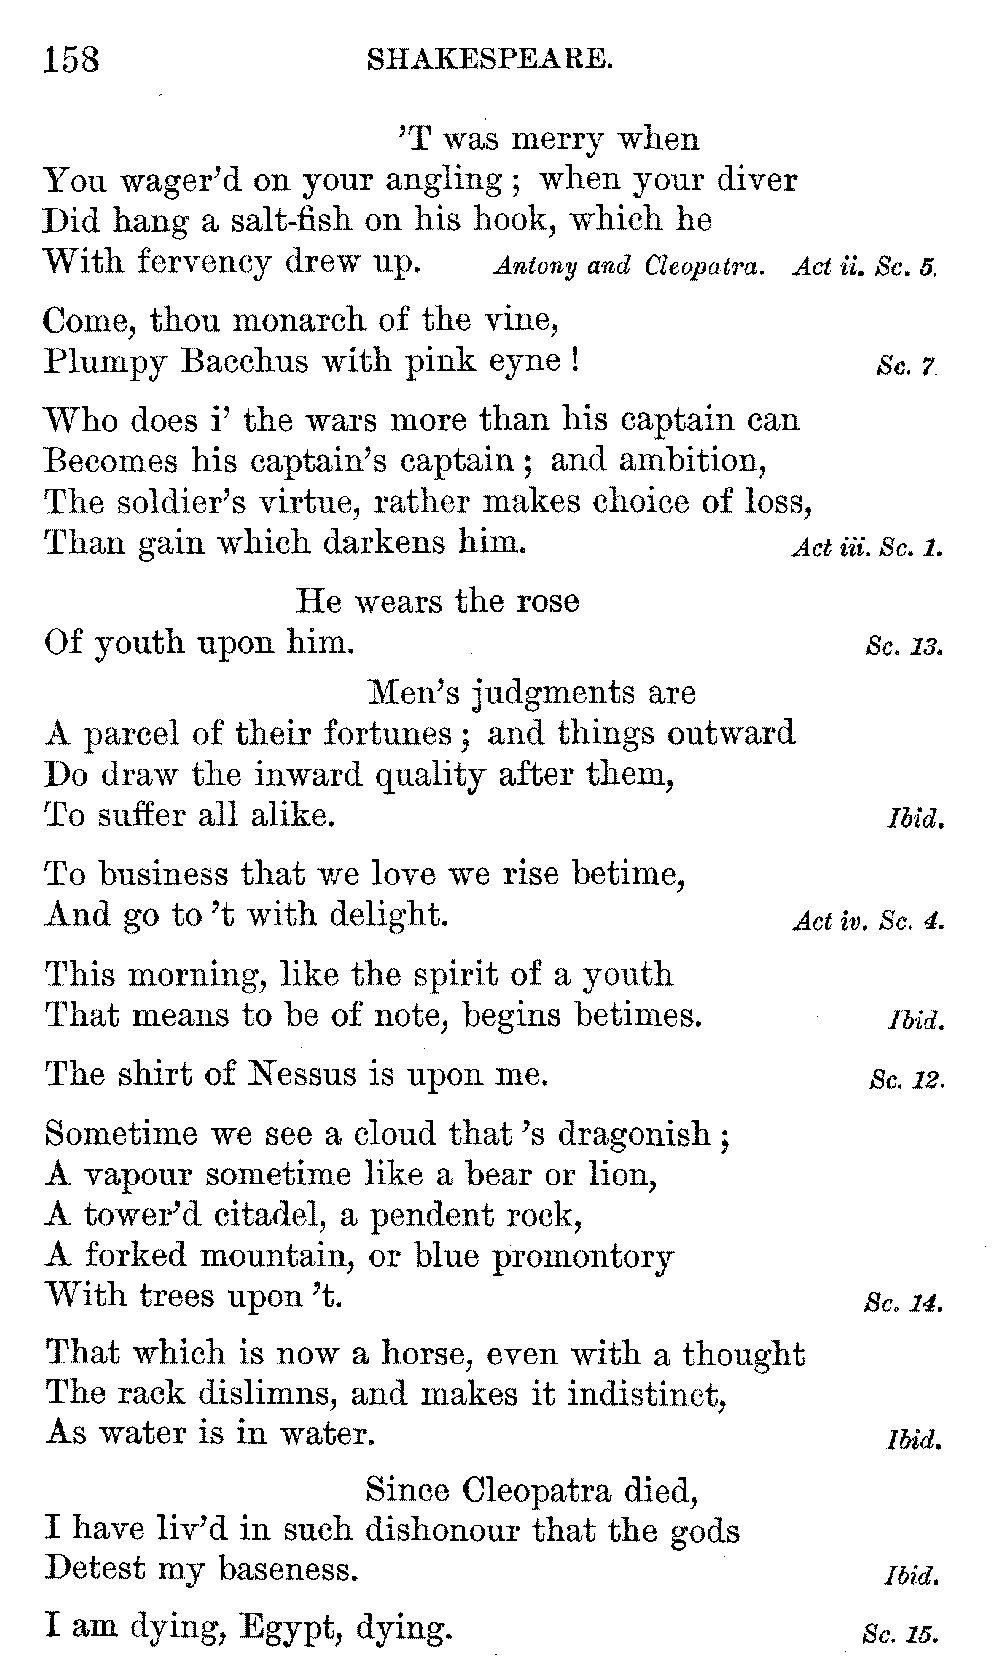 158 SHAKESPEARE.
’T was merry when
You wager’d on your angling ; when your diver
Did hang a salt-fish on his hook, which he
With fervency drew up. Antony and Cleopatra. Act ii. Sc. 5.
Come, thou monarch of the vine,
Plumpy Bacchus with pink eyne ! Sc. 7.
Who does i’ the wars more than his captain can
Becomes his captain’s captain ; and ambition,
The soldier’s virtue, rather makes choice of loss,
Than gain which darkens him. Act iii. Sc. 1.
He wears the rose
Of youth upon him. Sc. 13.
Men’s judgments are
A parcel of their fortunes ; and things outward
Do draw the inward quality after them,
To suffer all alike. Ibid.
To business that we love we rise betime,
And go to ’t with delight. Act iv. Sc. 4.
This morning, like the spirit of a youth
That means to be of note, begins betimes. Ibid.
The shirt of Nessus is upon me. Sc. 12.
Sometime we see a cloud that ’s dragonish ;
A vapour sometime like a bear or lion,
A tower’d citadel, a pendent rock,
A forked mountain, or blue promontory
With trees upon ’t. Sc. 14.
That which is now a horse, even with a thought
The rack dislimns, and makes it indistinct,
As water is in water. Ibid.
Since Cleopatra died,
I have liv’d in such dishonour that the gods
Detest my baseness. Ibid.
I am dying, Egypt, dying. Sc. 15.